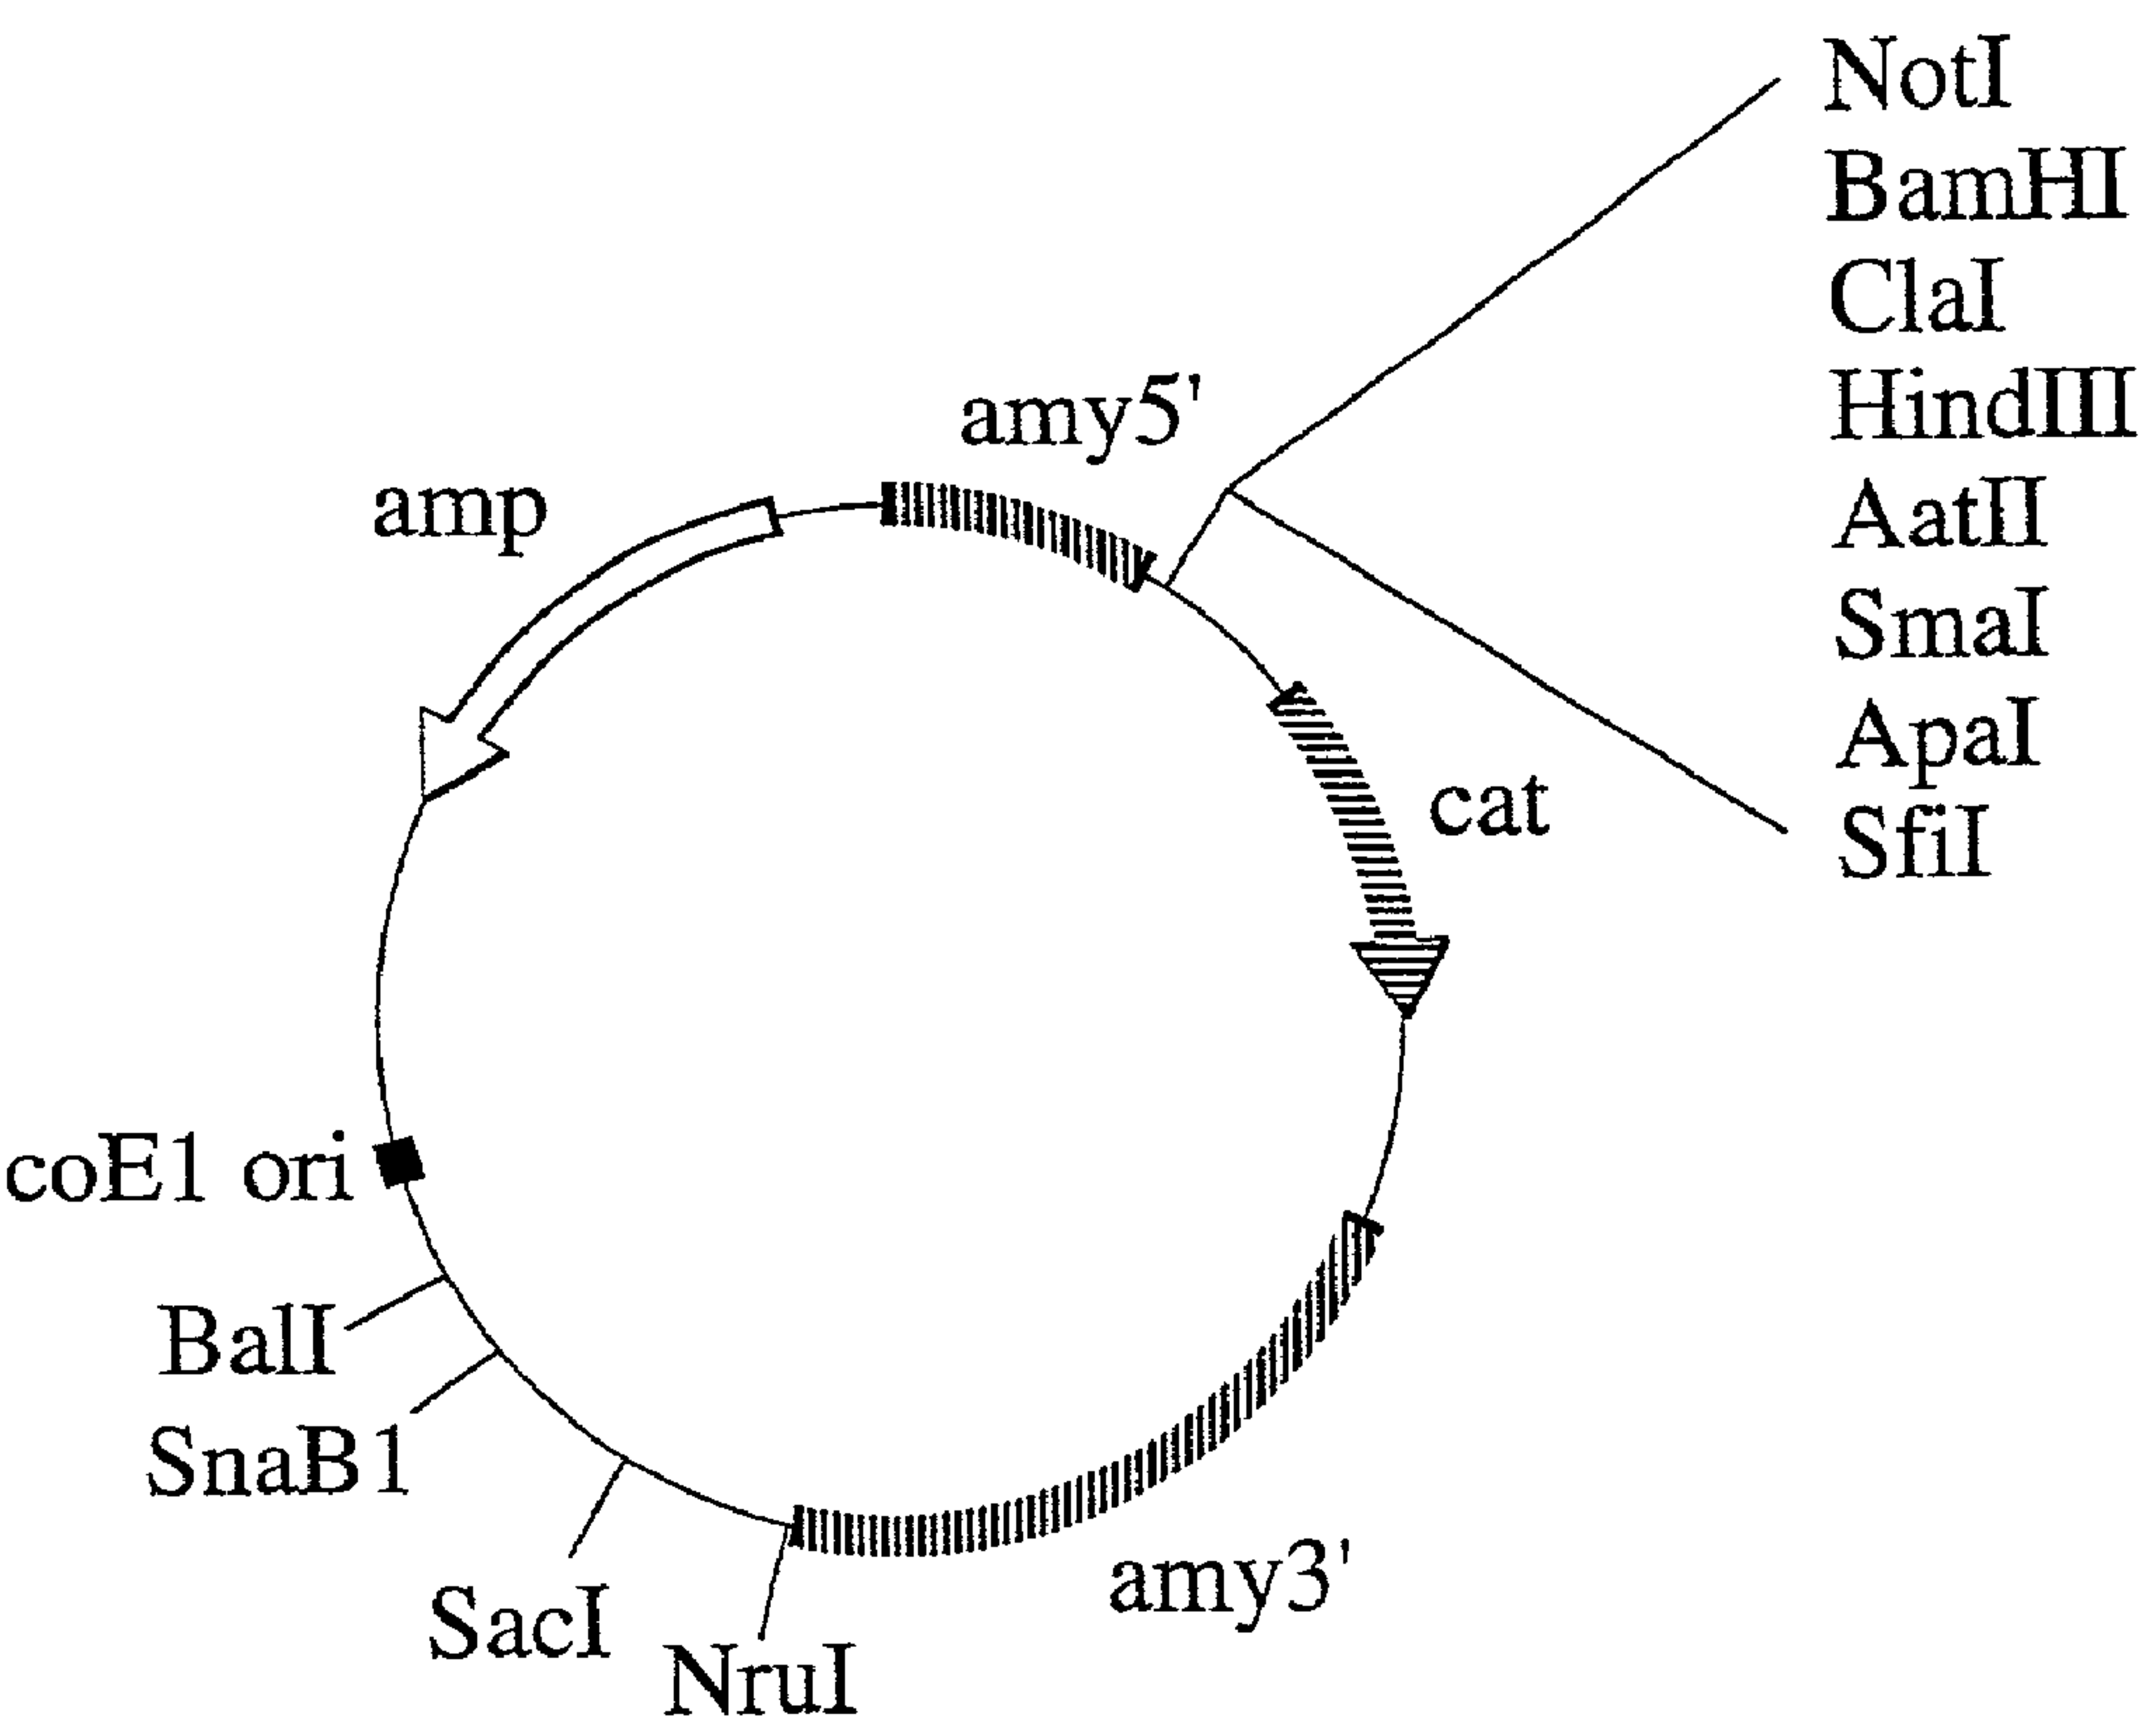 NotI
BamHI
ClaI
HindIII
AatII
SmaI
ApaI
SfiI
amy5'
amp
cat
coE1 ori
BalI
SnaB1
SacI
NruI
amy3'